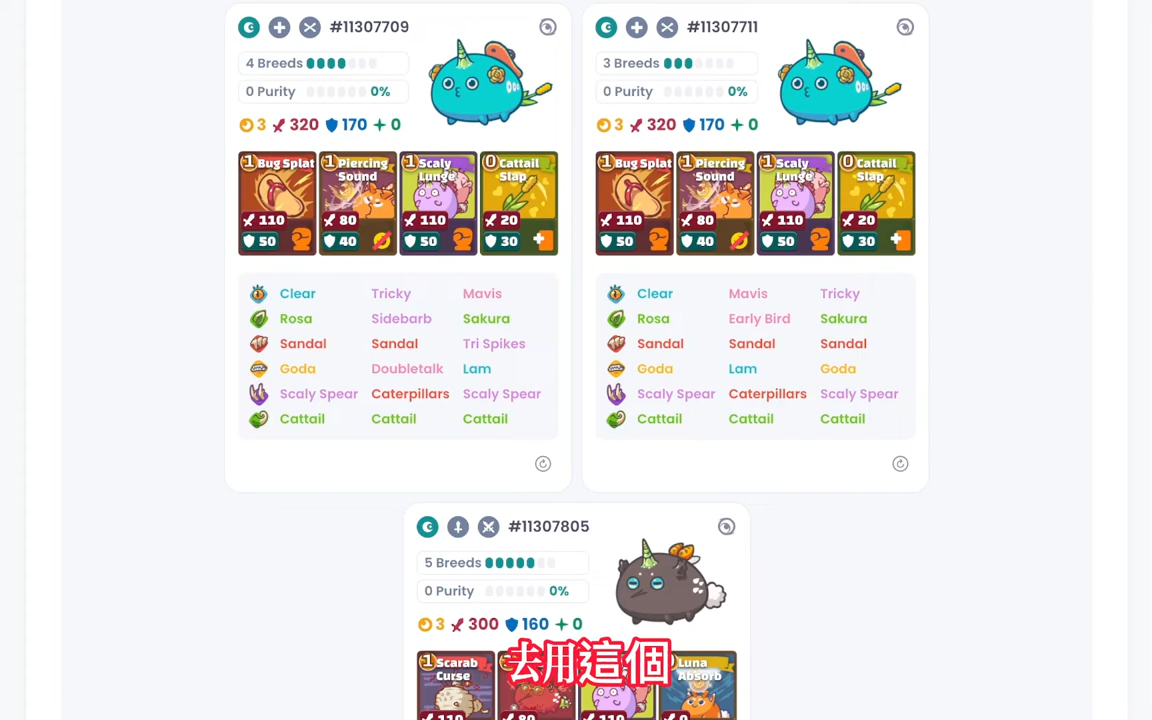 #11307709
4 Breeds
0 Purity 0%
3 320 170 0
1 Bug Splat 1 Piercing Sound 1 Scaly Lunge 0 Cattail Slap
110 80 110 20
50 40 50 30
Clear Tricky Mavis
Rosa Sidebarb Sakura
Sandal Sandal Tri Spikes
Goda Doubletalk Lam
Scaly Spear Caterpillars Scaly Spear
Cattail Cattail Cattail
#11307711
3 Breeds
0 Purity 0%
3 320 170 0
1 Bug Splat 1 Piercing Sound 1 Scaly Lunge 0 Cattail Slap
110 80 110 20
50 40 50 30
Clear Mavis Tricky
Rosa Early Bird Sakura
Sandal Sandal Sandal
Goda Lam Goda
Scaly Spear Caterpillars Scaly Spear
Cattail Cattail Cattail
#11307805
5 Breeds
0 Purity 0%
3 300 160 0
1 Scarab Curse Luna Absorb
去用這個
110 80 110 0